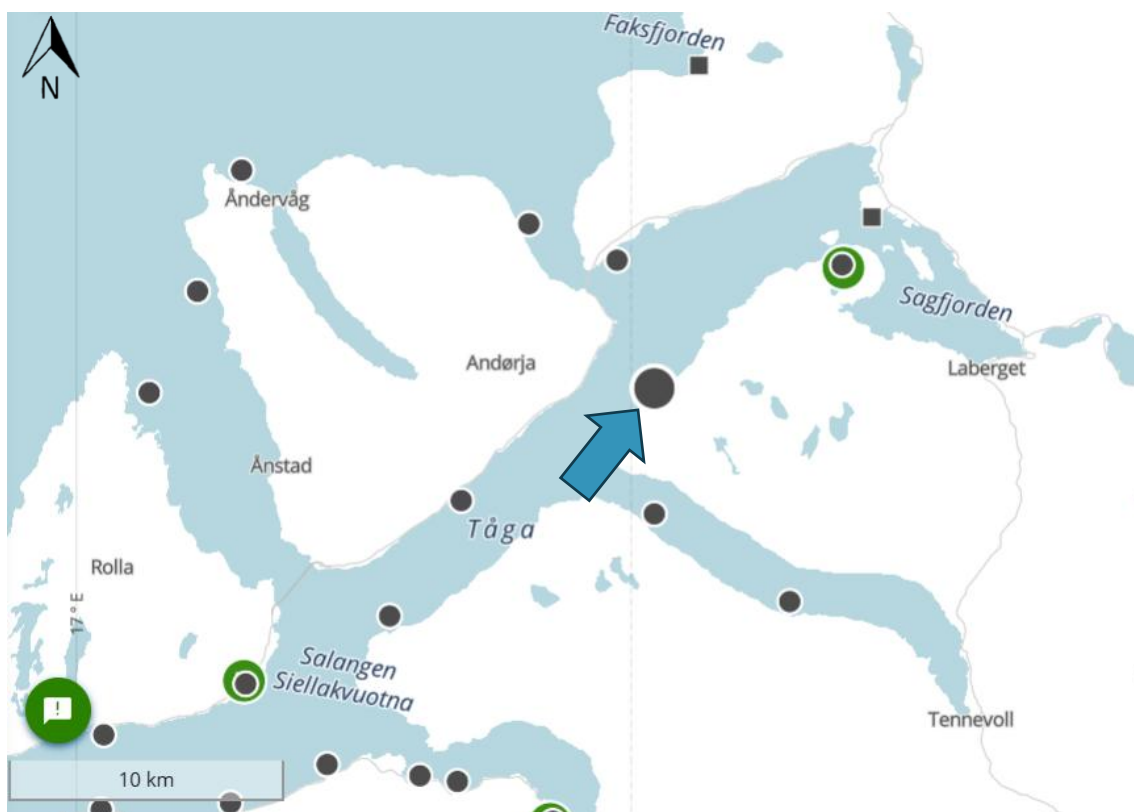 Faksfjorden
N
Åndervåg
Sagfjorden
Andørja
Laberget
Ånstad
Tåga
Rolla
17 ° E
Salangen
Siellakvuotna
!
Tennevoll
10 km